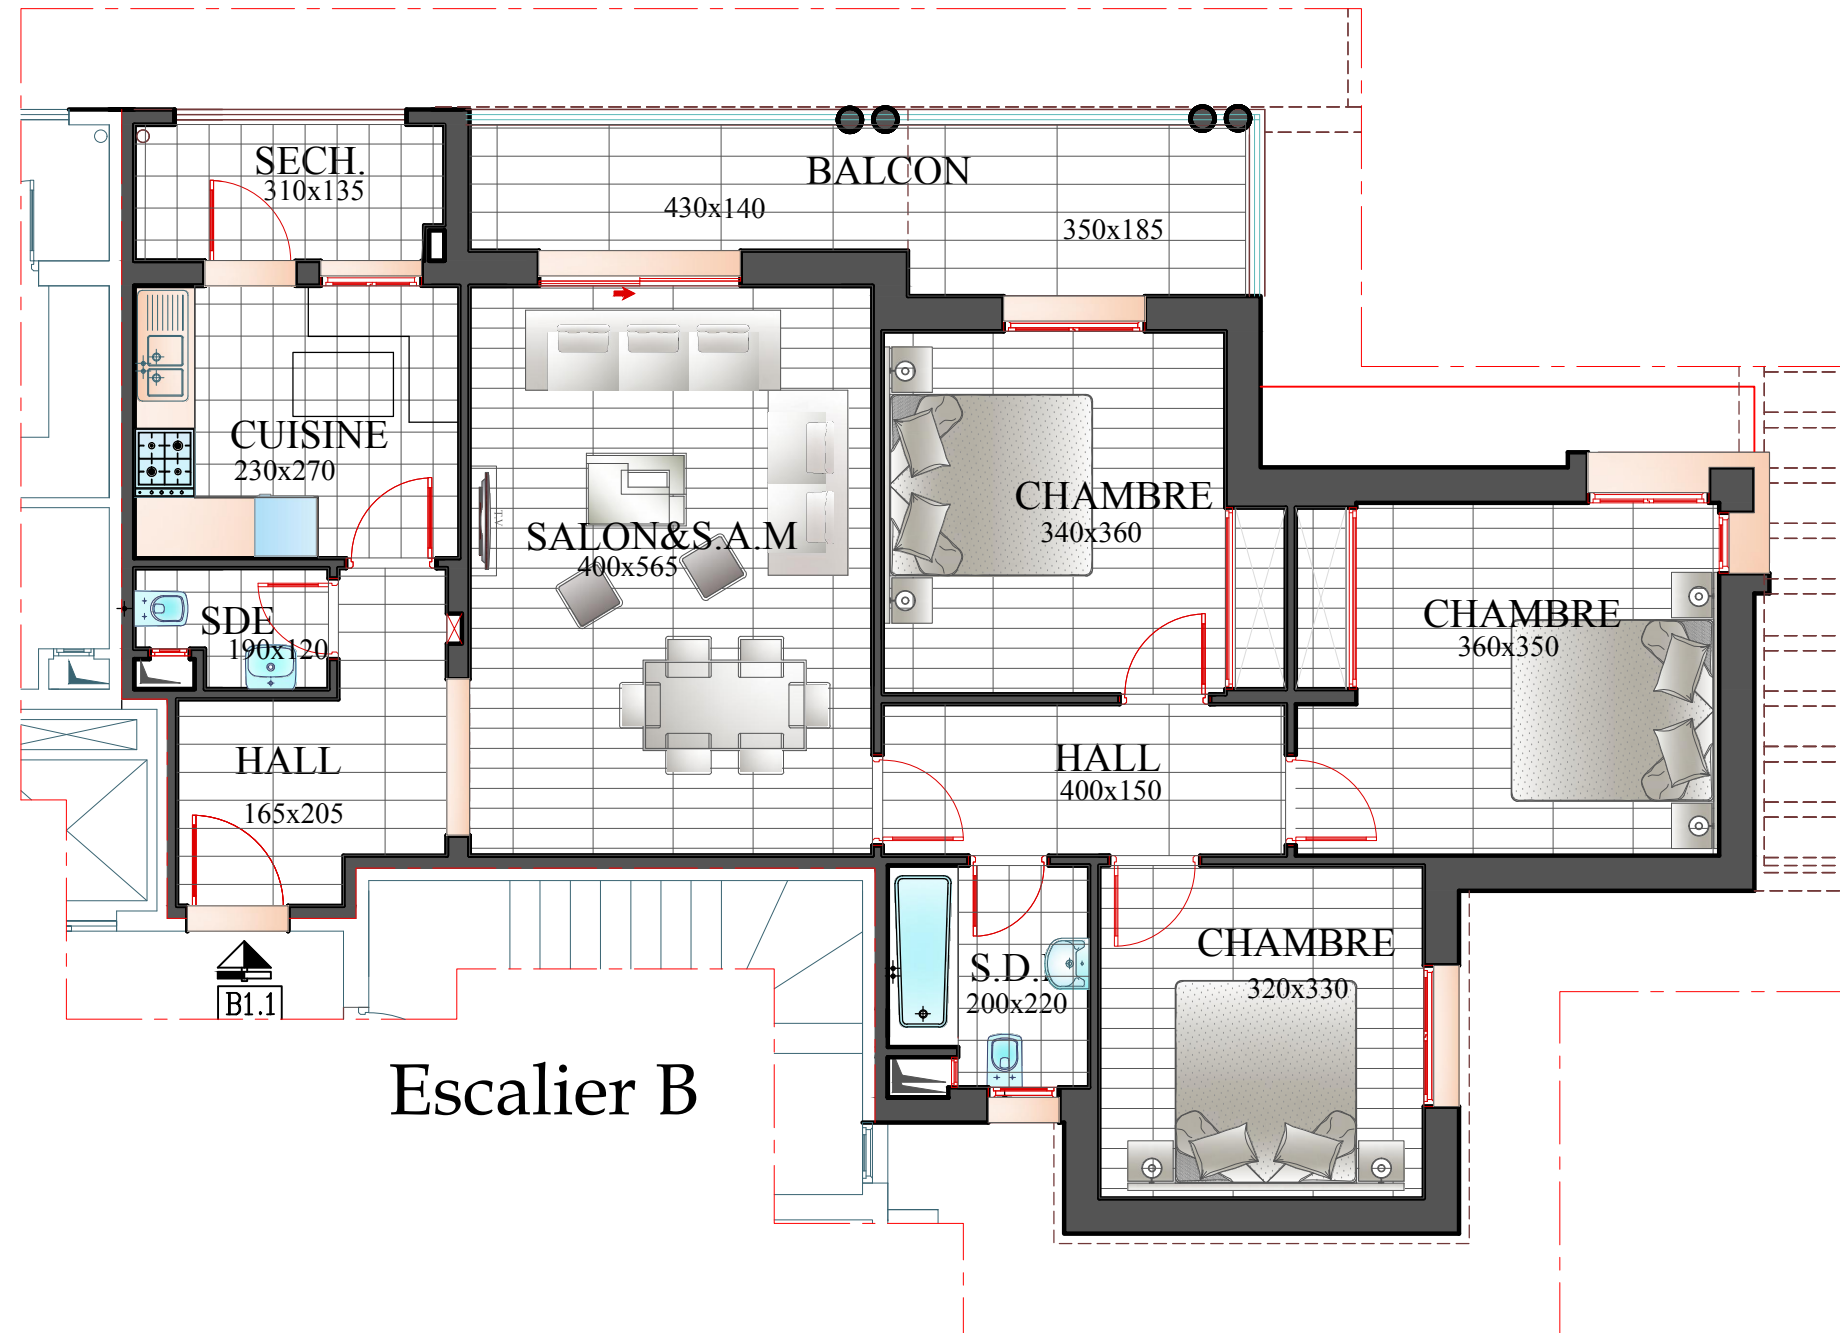 SECH.
310x135
BALCON
430x140
350x185
CUISINE
230x270
SALON&S.A.M
400x565
TV
CHAMBRE
340x360
CHAMBRE
360x350
SDE
190x120
HALL
165x205
HALL
400x150
S.D.
200x220
CHAMBRE
320x330
B1.1
Escalier B